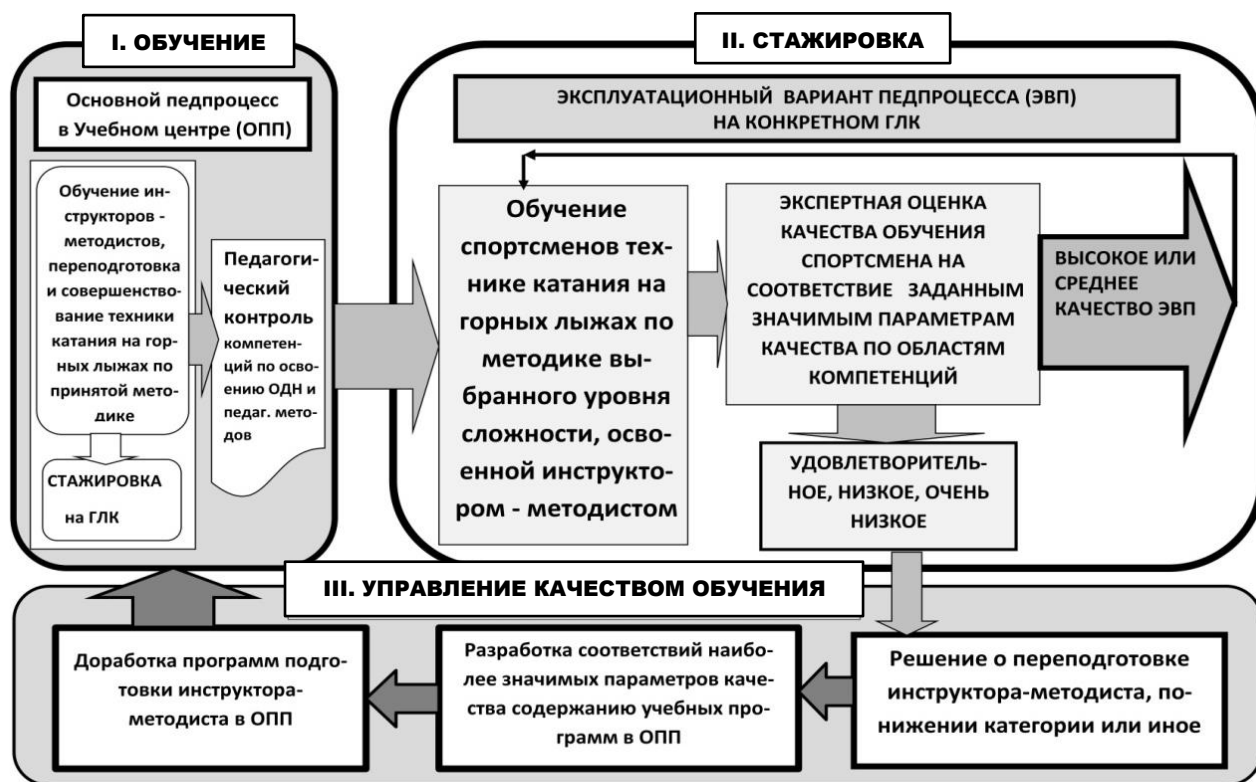 I. ОБУЧЕНИЕ
Основной педпроцесс
в Учебном центре (ОПП)
Обучение ин-
структоров -
методистов,
переподготовка
и совершенство-
вание техники
катания на гор-
ных лыжах по
принятой мето-
дике
СТАЖИРОВКА
на ГЛК
Педагоги-
ческий
контроль
компетен-
ций по осво-
ению ОДН и
педаг. мето-
дов
II. СТАЖИРОВКА
ЭКСПЛУАТАЦИОННЫЙ ВАРИАНТ ПЕДПРОЦЕССА (ЭВП)
НА КОНКРЕТНОМ ГЛК
Обучение
спортсменов тех-
нике катания на
горных лыжах по
методике вы-
бранного уровня
сложности, осво-
енной инструкто-
ром - методистом
ЭКСПЕРТНАЯ ОЦЕНКА
КАЧЕСТВА ОБУЧЕНИЯ
СПОРТСМЕНА НА
СООТВЕТСТВИЕ ЗАДАННЫМ
ЗНАЧИМЫМ ПАРАМЕТРАМ
КАЧЕСТВА ПО ОБЛАСТЯМ
КОМПЕТЕНЦИЙ
ВЫСОКОЕ ИЛИ
СРЕДНЕЕ
КАЧЕСТВО ЭВП
УДОВЛЕТВОРИТЕЛЬ-
НОЕ, НИЗКОЕ, ОЧЕНЬ
НИЗКОЕ
III. УПРАВЛЕНИЕ КАЧЕСТВОМ ОБУЧЕНИЯ
Доработка программ подго-
товки инструктора-
методиста в ОПП
Разработка соответствий наибо-
лее значимых параметров каче-
ства содержанию учебных про-
грамм в ОПП
Решение о переподготовке
инструктора-методиста, по-
нижении категории или иное